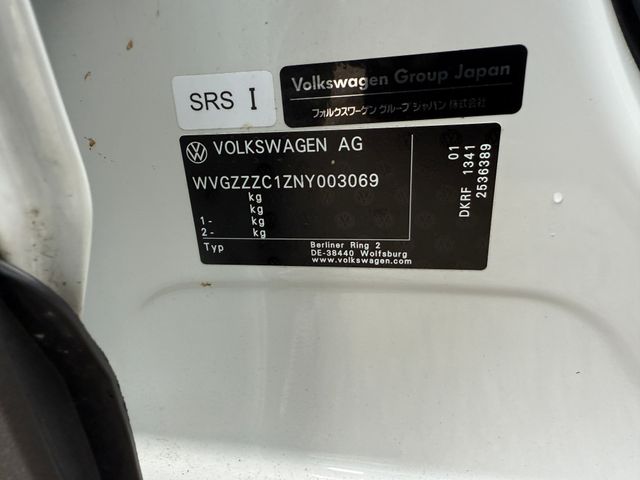 SRS I
Volkswagen Group Japan
フォルクスワーゲン グループ ジャパン 株式会社
VOLKSWAGEN AG
WVGZZZC1ZNY003069
kg
kg
1- kg
2- kg
Typ
Berliner Ring 2
DE-38440 Wolfsburg
www.volkswagen.com
01
DKRF 1341
2536389